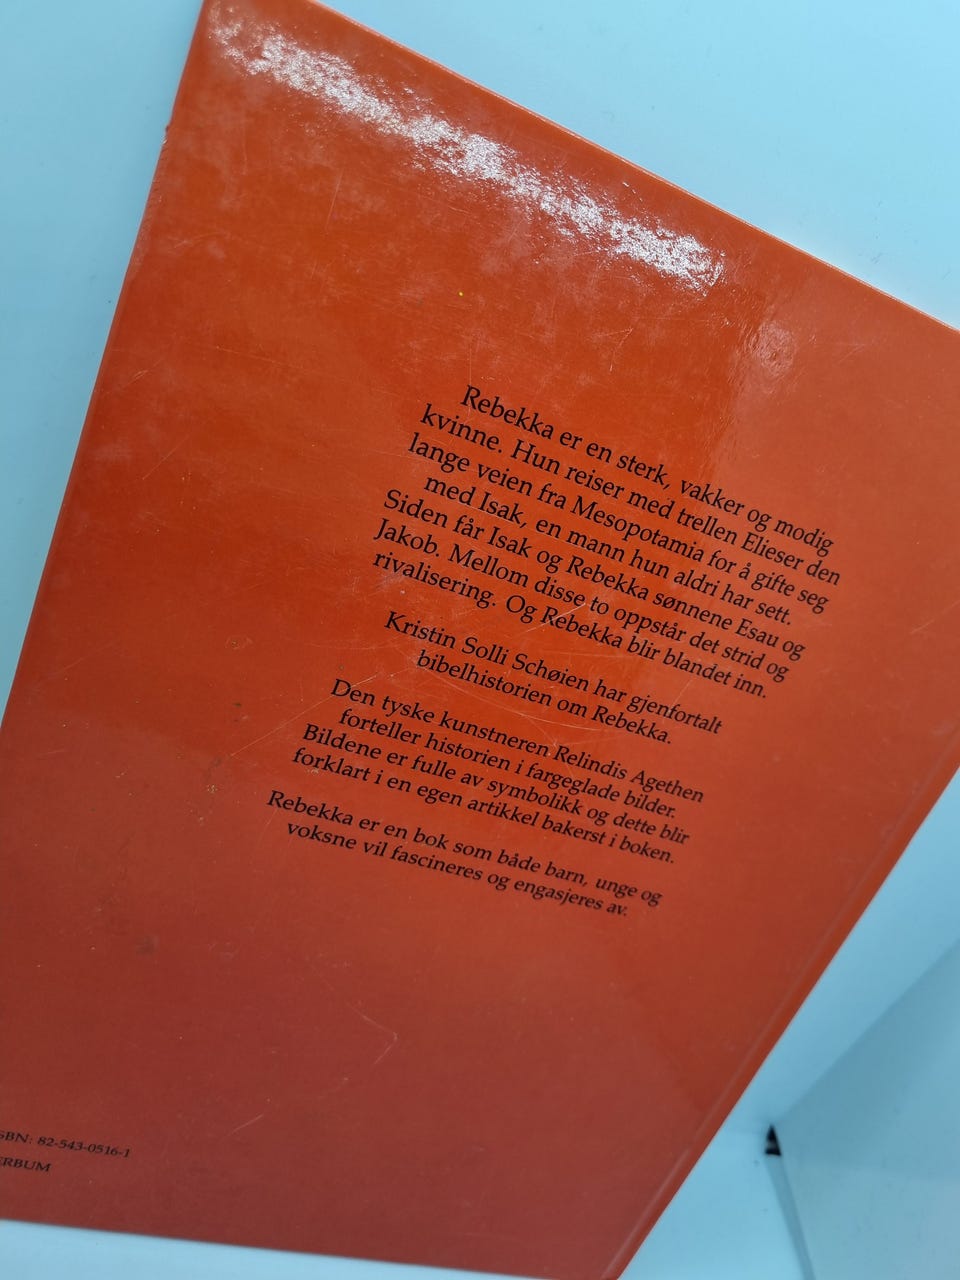 Rebekka er en sterk, vakker og modig
kvinne. Hun reiser med trellen Elieser den
lange veien fra Mesopotamia for å gifte seg
med Isak, en mann hun aldri har sett.
Siden får Isak og Rebekka sønnene Esau og
Jakob. Mellom disse to oppstår det strid og
rivalisering. Og Rebekka blir blandet inn.
Kristin Solli Schøien har gjenfortalt
bibelhistorien om Rebekka.
Den tyske kunstneren Relindis Agethen
forteller historien i fargeglade bilder.
Bildene er fulle av symbolikk og dette blir
forklart i en egen artikkel bakerst i boken.
Rebekka er en bok som både barn, unge og
voksne vil fascineres og engasjeres av.
SBN: 82-543-0516-1
ERBUM